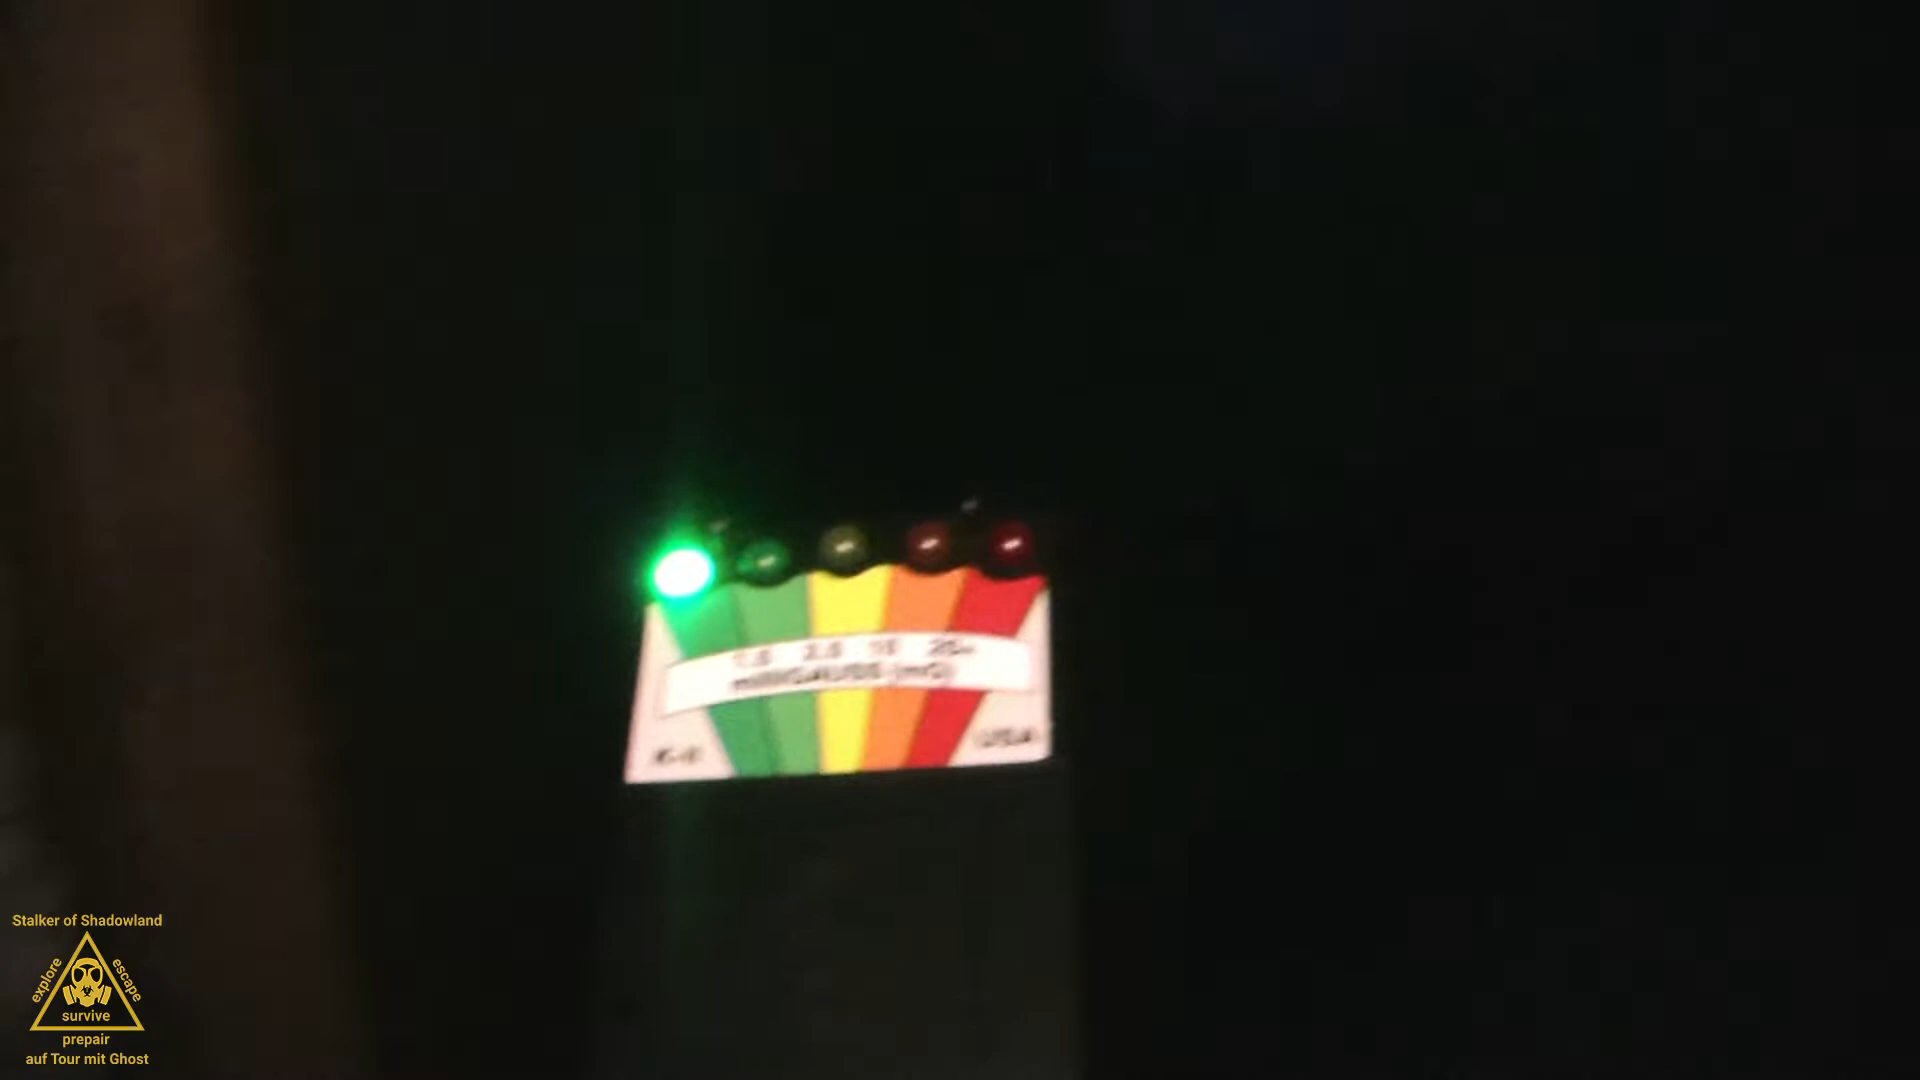 1.5 2.5 10 20+
milliGAUSS (mG)
K-II
USA
Stalker of Shadowland
explore
escape
survive
prepair
auf Tour mit Ghost